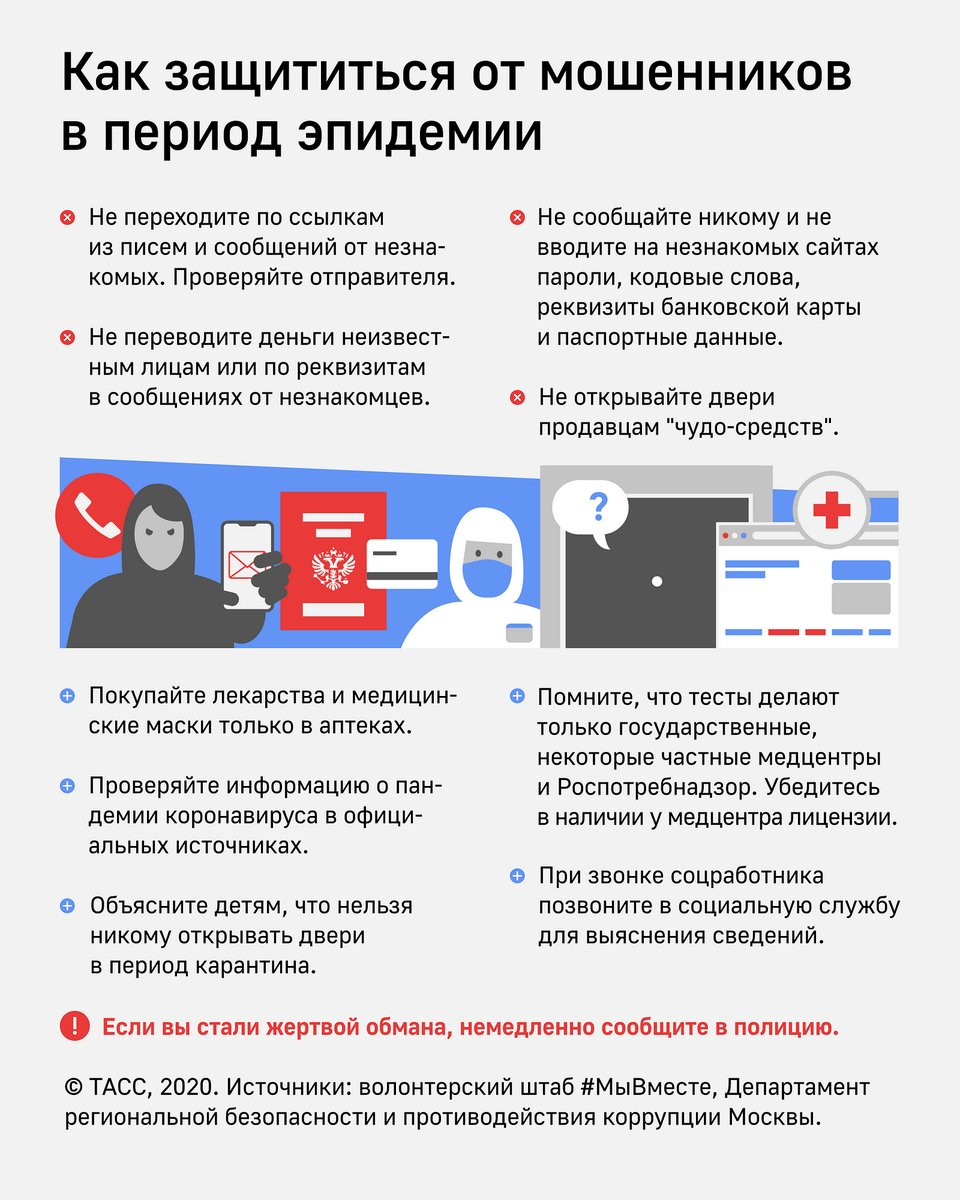 Как защититься от мошенников
в период эпидемии
Не переходите по ссылкам
из писем и сообщений от незна-
комых. Проверяйте отправителя.
Не переводите деньги неизвест-
ным лицам или по реквизитам
в сообщениях от незнакомцев.
Не сообщайте никому и не
вводите на незнакомых сайтах
пароли, кодовые слова,
реквизиты банковской карты
и паспортные данные.
Не открывайте двери
продавцам "чудо-средств".
?
Покупайте лекарства и медицин-
ские маски только в аптеках.
Проверяйте информацию о пан-
демии коронавируса в офици-
альных источниках.
Объясните детям, что нельзя
никому открывать двери
в период карантина.
Помните, что тесты делают
только государственные,
некоторые частные медцентры
и Роспотребнадзор. Убедитесь
в наличии у медцентра лицензии.
При звонке соцработника
позвоните в социальную службу
для выяснения сведений.
! Если вы стали жертвой обмана, немедленно сообщите в полицию.
© ТАСС, 2020. Источники: волонтерский штаб #МыВместе, Департамент
региональной безопасности и противодействия коррупции Москвы.